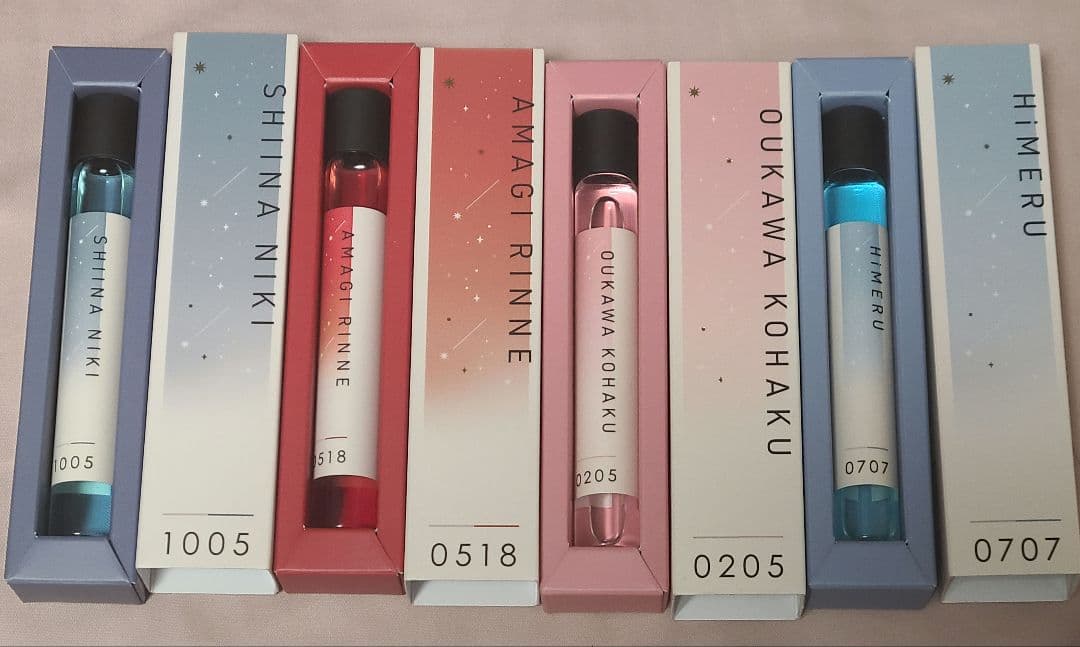 SHIINA NIKI
1005
SHIINA NIKI
1005
AMAGI RINNE
0518
AMAGI RINNE
0518
OUKAWA KOHAKU
0205
OUKAWA KOHAKU
0205
HiMERU
0707
HiMERU
0707